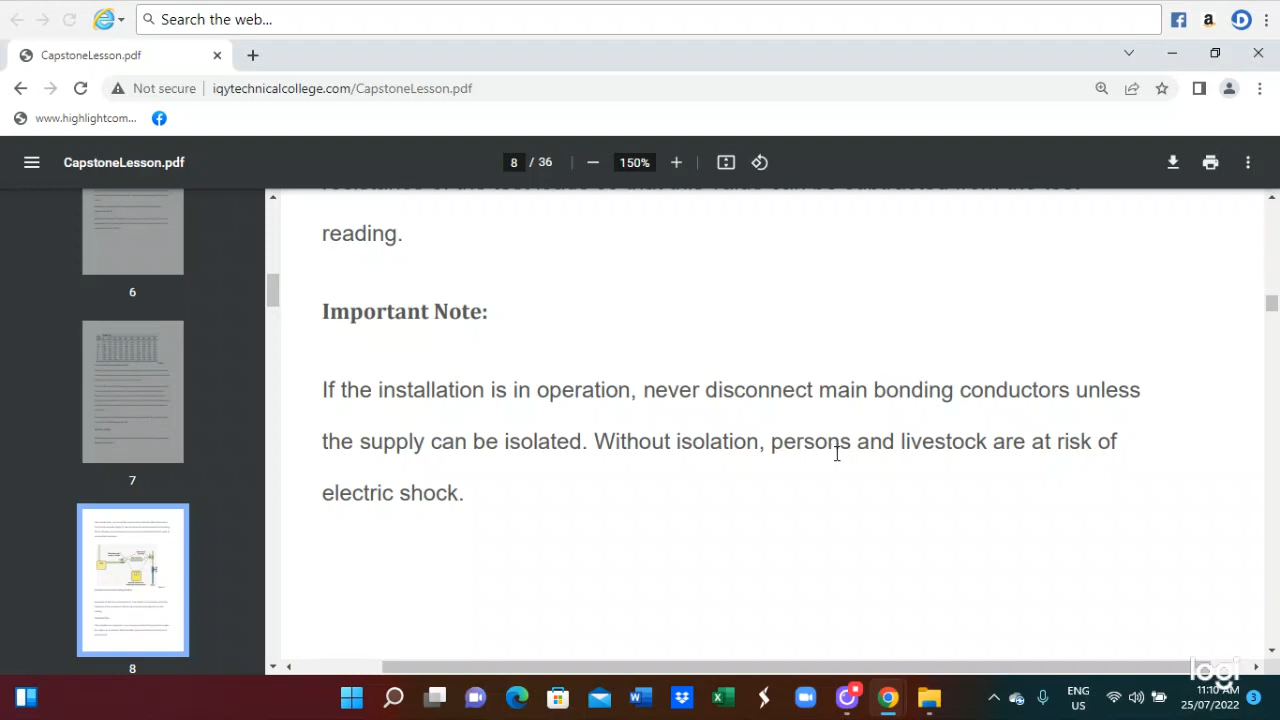 Search the web...
CapstoneLesson.pdf
Not secure iqytechnicalcollege.com/CapstoneLesson.pdf
www.highlightcom...
CapstoneLesson.pdf 8 / 36 150%
reading.
Important Note:
If the installation is in operation, never disconnect main bonding conductors unless
the supply can be isolated. Without isolation, persons and livestock are at risk of
electric shock.
6
7
8
logi
ENG
US
11:10 AM
25/07/2022
3